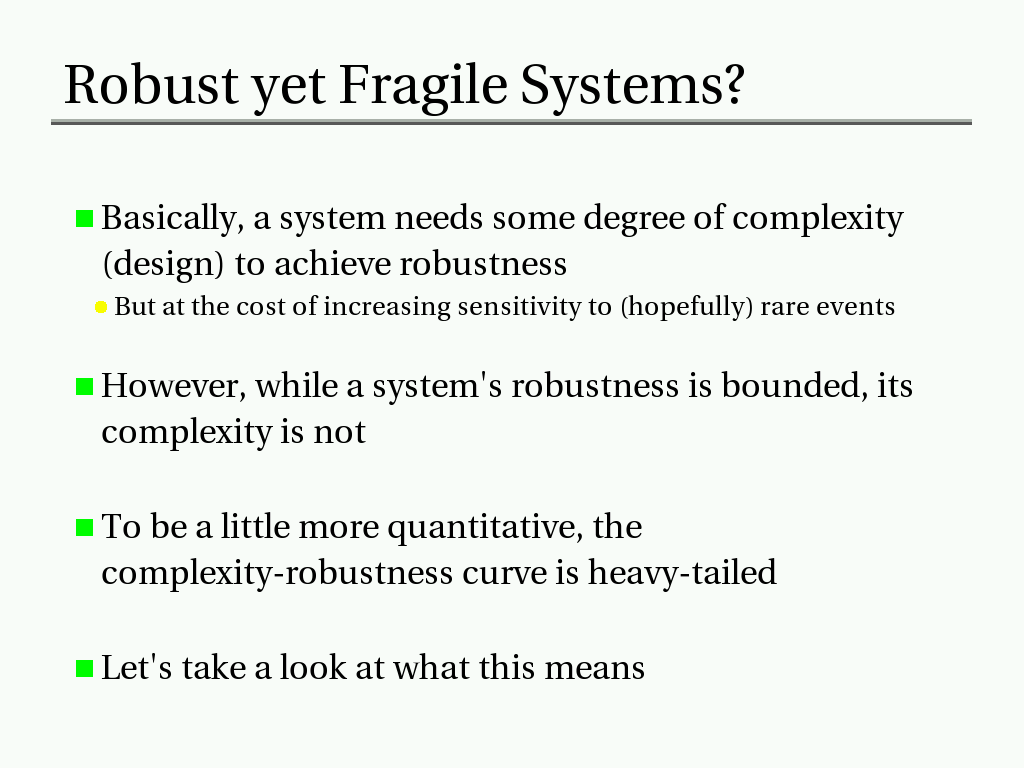 Robust yet Fragile Systems?
Basically, a system needs some degree of complexity
(design) to achieve robustness
But at the cost of increasing sensitivity to (hopefully) rare events
However, while a system's robustness is bounded, its
complexity is not
To be a little more quantitative, the
complexity-robustness curve is heavy-tailed
Let's take a look at what this means